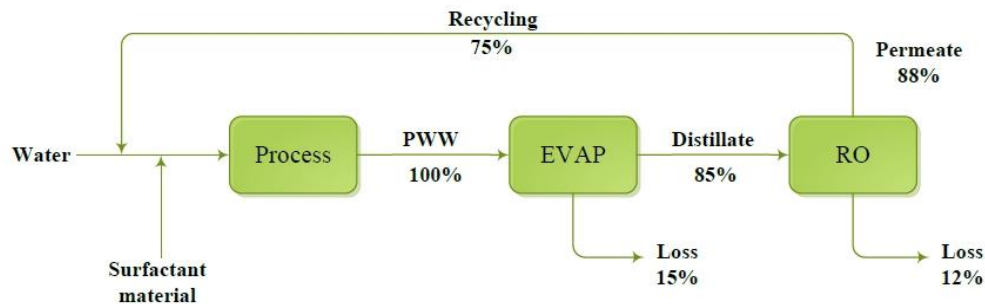 Recycling
75%
Permeate
88%
Water
Process
PWW
100%
EVAP
Distillate
85%
RO
Surfactant
material
Loss
15%
Loss
12%